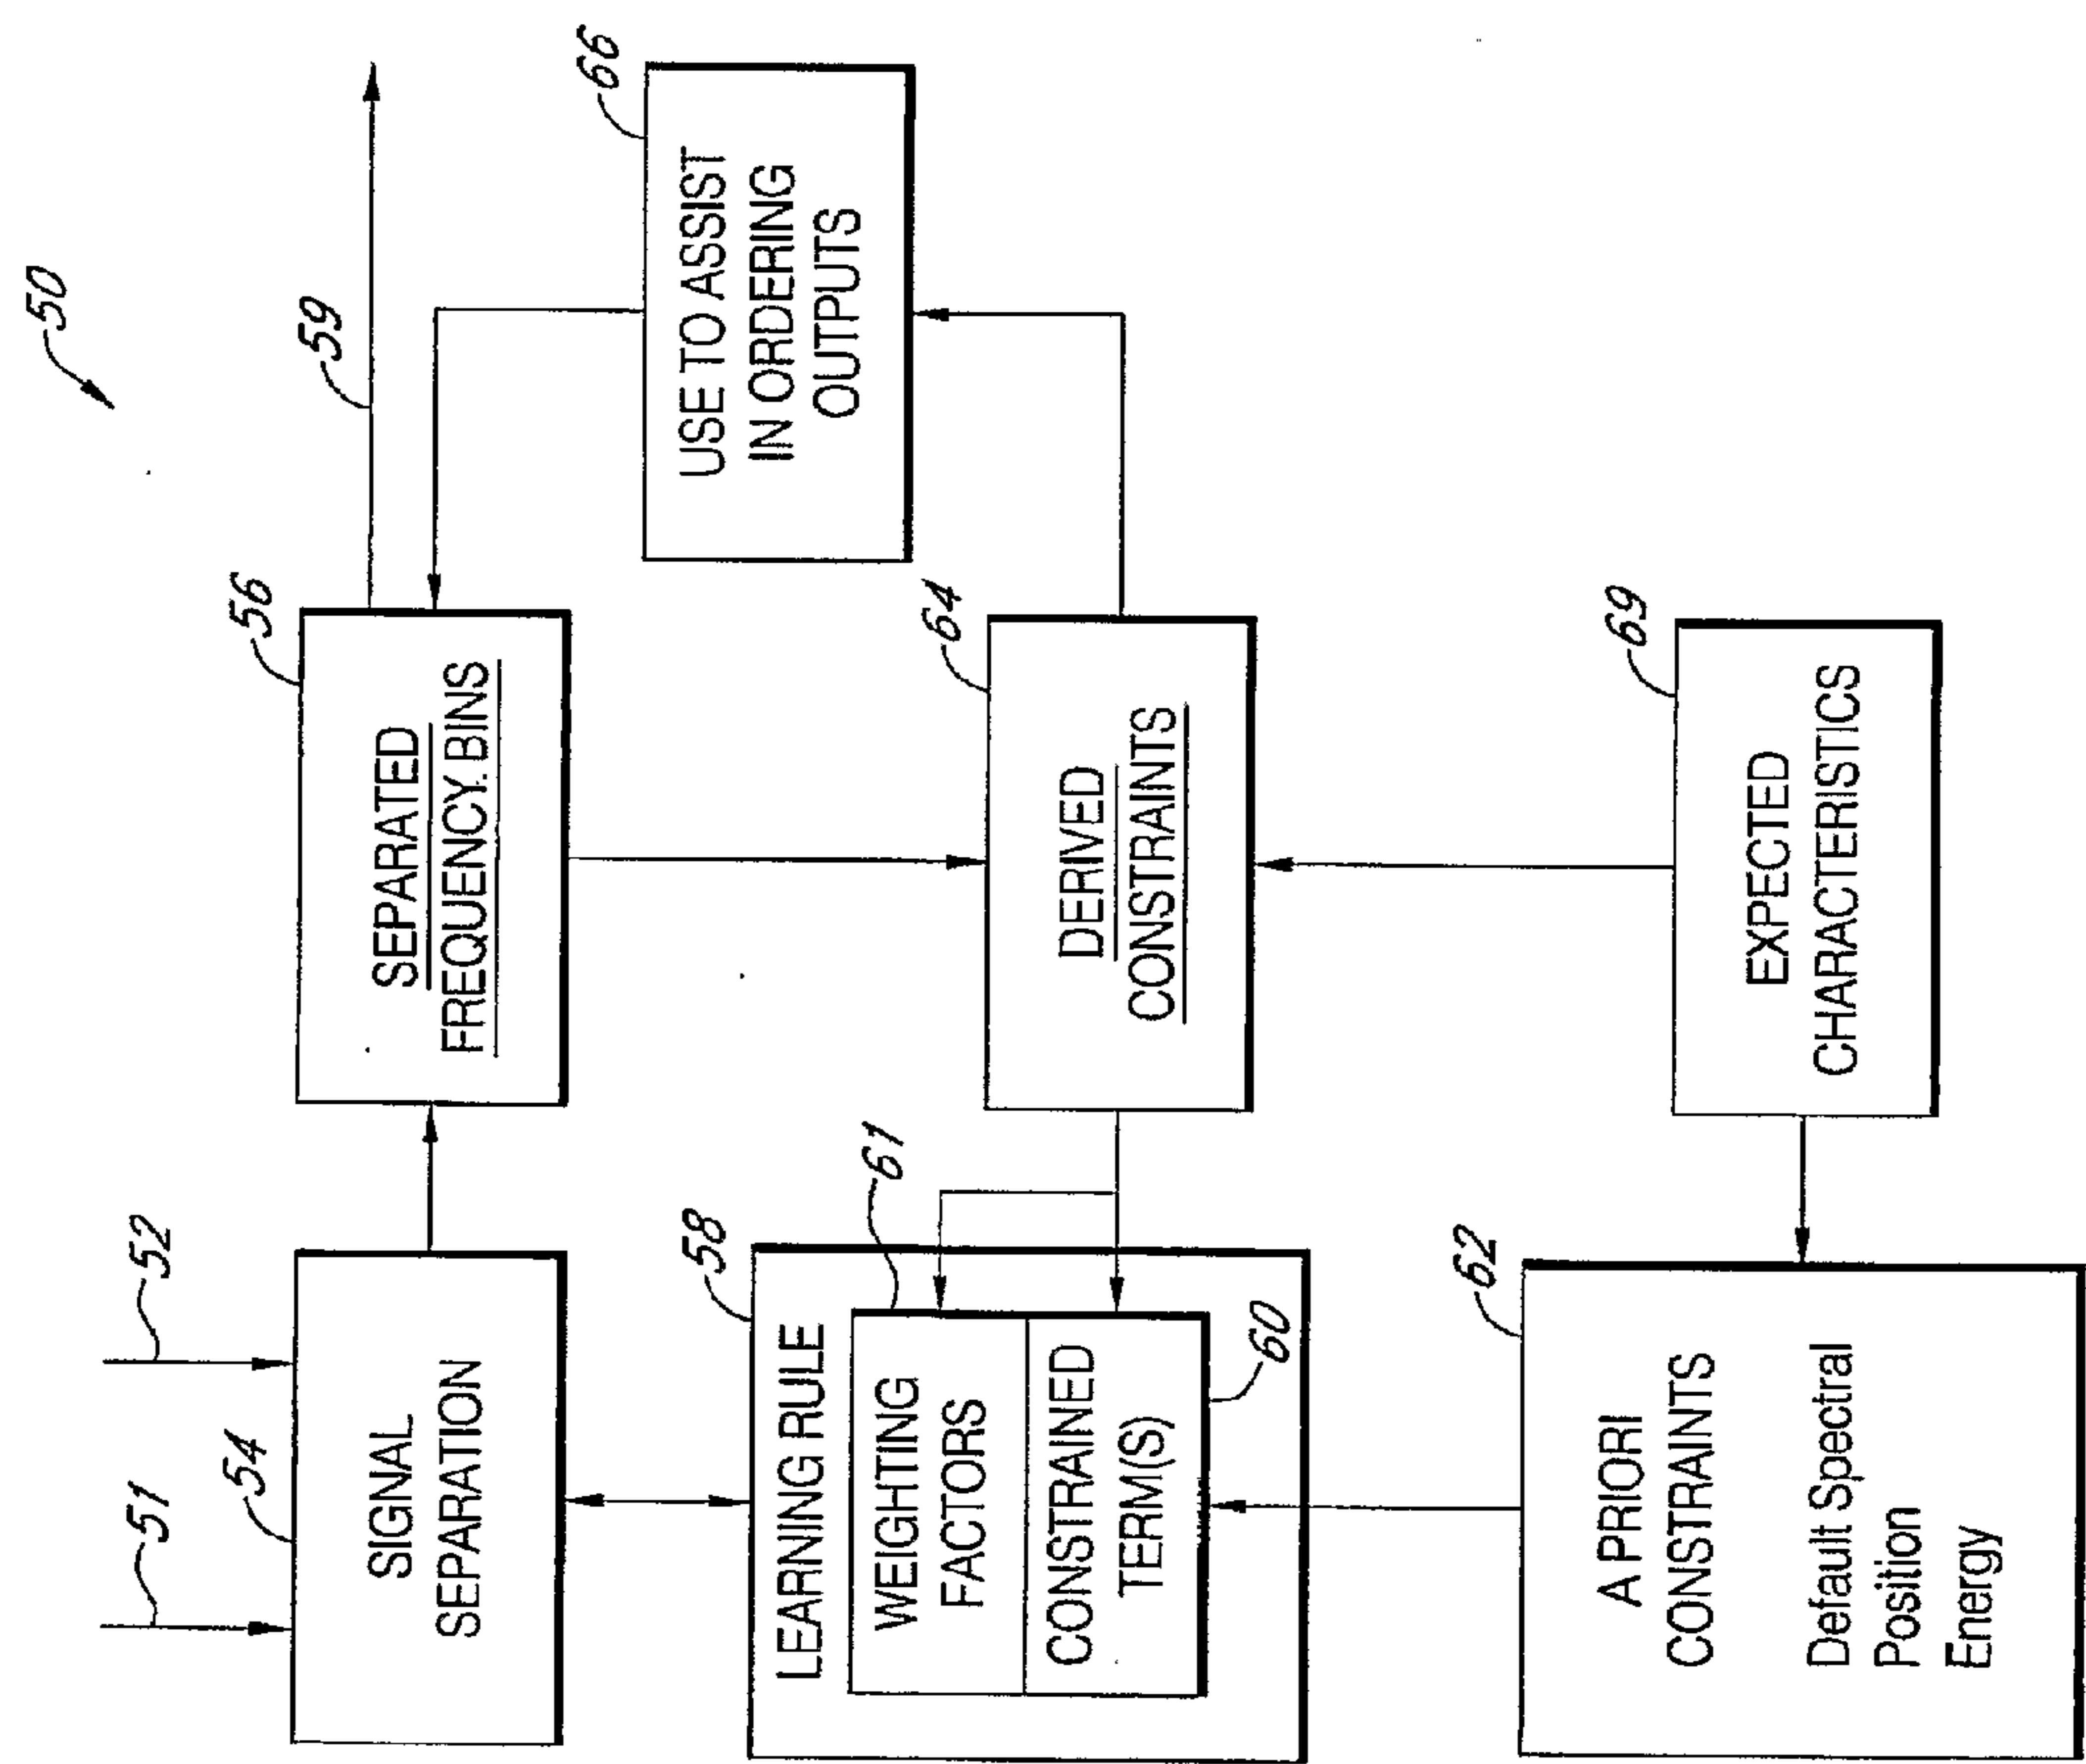 50
51
52
54
SIGNAL
SEPARATION
56
SEPARATED
FREQUENCY.BINS
59
58
LEARNING RULE
61
WEIGHTING
FACTORS
CONSTRAINED
TERM(S)
60
64
DERIVED
CONSTRAINTS
66
USE TO ASSIST
IN ORDERING
OUTPUTS
62
A PRIORI
CONSTRAINTS
Default Spectral
Position
Energy
69
EXPECTED
CHARACTERISTICS